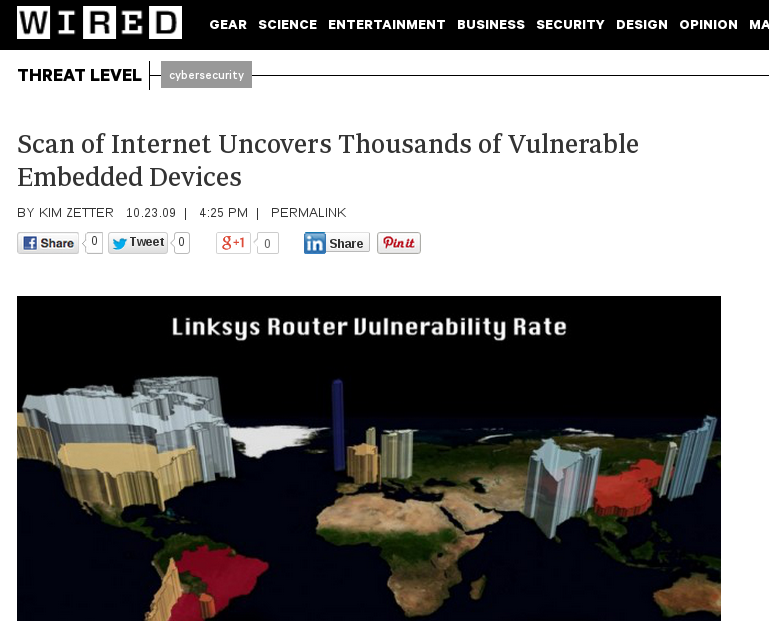 WIRED
GEAR SCIENCE ENTERTAINMENT BUSINESS SECURITY DESIGN OPINION MA
THREAT LEVEL cybersecurity
Scan of Internet Uncovers Thousands of Vulnerable
Embedded Devices
BY KIM ZETTER 10.23.09 | 4:25 PM | PERMALINK
Share 0 Tweet 0 g+1 0 in Share Pin it
Linksys Router Vulnerability Rate